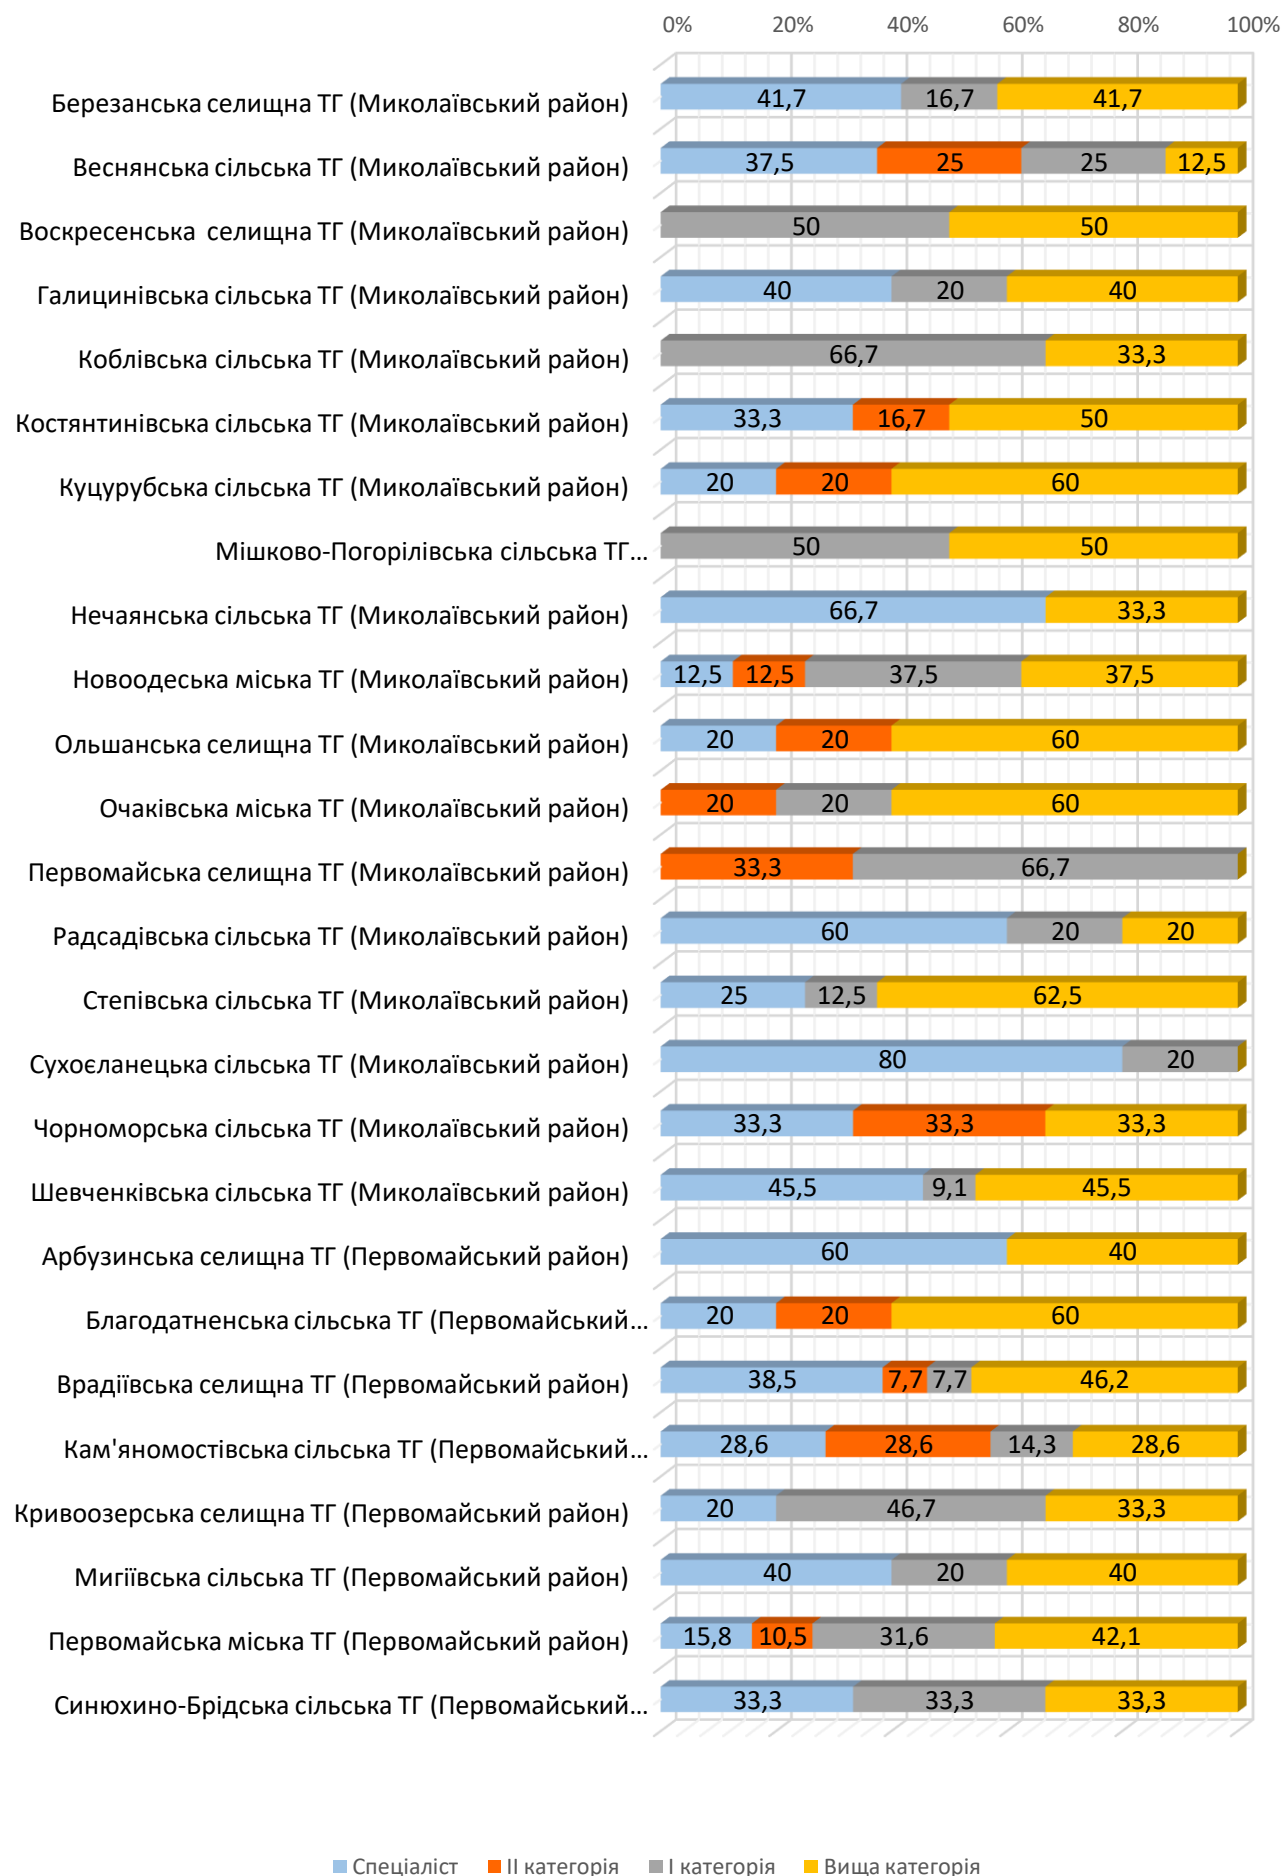 0% 20% 40% 60% 80% 100%
Березанська селищна ТГ (Миколаївський район) 41,7 16,7 41,7
Веснянська сільська ТГ (Миколаївський район) 37,5 25 25 12,5
Воскресенська селищна ТГ (Миколаївський район) 50 50
Галицинівська сільська ТГ (Миколаївський район) 40 20 40
Коблівська сільська ТГ (Миколаївський район) 66,7 33,3
Костянтинівська сільська ТГ (Миколаївський район) 33,3 16,7 50
Куцурубська сільська ТГ (Миколаївський район) 20 20 60
Мішково-Погорілівська сільська ТГ... 50 50
Нечаянська сільська ТГ (Миколаївський район) 66,7 33,3
Новоодеська міська ТГ (Миколаївський район) 12,5 12,5 37,5 37,5
Ольшанська селищна ТГ (Миколаївський район) 20 20 60
Очаківська міська ТГ (Миколаївський район) 20 20 60
Первомайська селищна ТГ (Миколаївський район) 33,3 66,7
Радсадівська сільська ТГ (Миколаївський район) 60 20 20
Степівська сільська ТГ (Миколаївський район) 25 12,5 62,5
Сухоєланецька сільська ТГ (Миколаївський район) 80 20
Чорноморська сільська ТГ (Миколаївський район) 33,3 33,3 33,3
Шевченківська сільська ТГ (Миколаївський район) 45,5 9,1 45,5
Арбузинська селищна ТГ (Первомайський район) 60 40
Благодатненська сільська ТГ (Первомайський... 20 20 60
Врадіївська селищна ТГ (Первомайський район) 38,5 7,7 7,7 46,2
Кам'яномостівська сільська ТГ (Первомайський... 28,6 28,6 14,3 28,6
Кривоозерська селищна ТГ (Первомайський район) 20 46,7 33,3
Мигіївська сільська ТГ (Первомайський район) 40 20 40
Первомайська міська ТГ (Первомайський район) 15,8 10,5 31,6 42,1
Синюхино-Брідська сільська ТГ (Первомайський... 33,3 33,3 33,3
Спеціаліст ІІ категорія І категорія Вища категорія